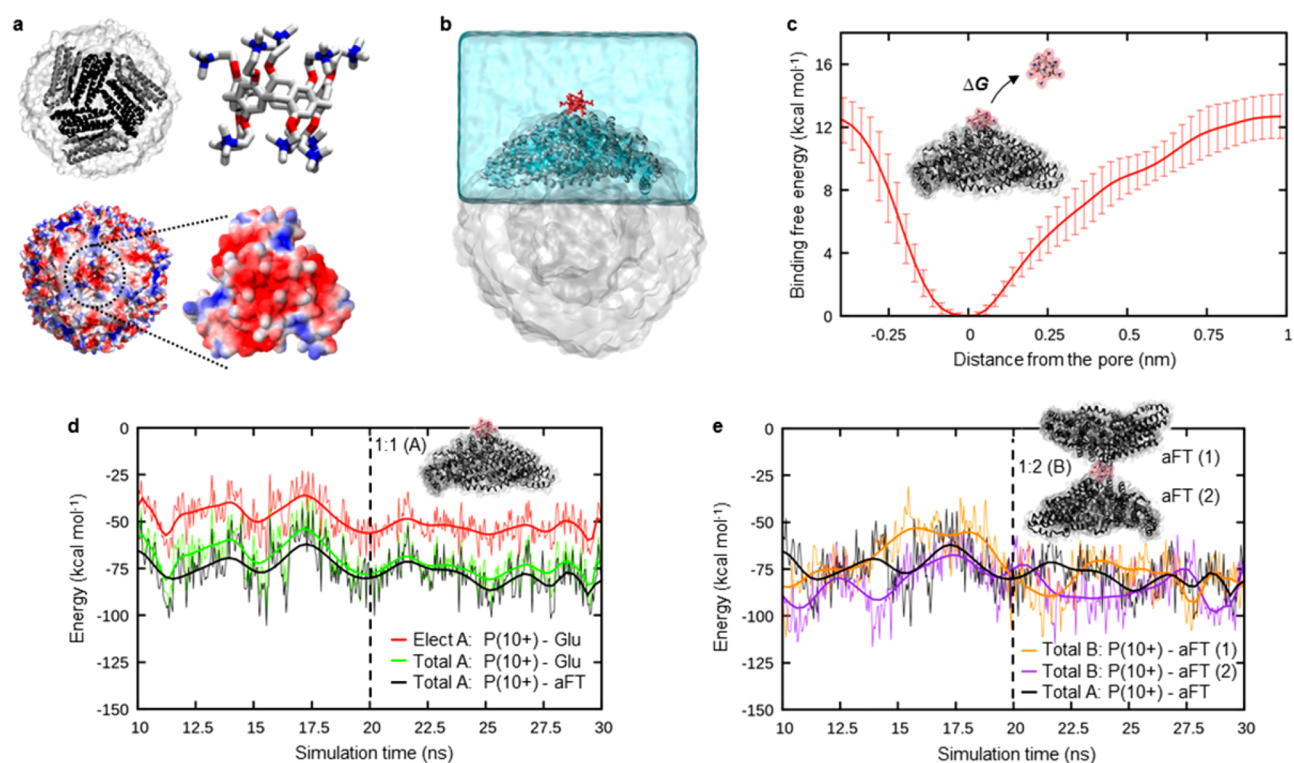 a
b
c
16
12
8
4
0
Binding free energy (kcal mol-1)
ΔG
-0.25
0
0.25
0.5
0.75
1
Distance from the pore (nm)
d
0
-25
-50
-75
-100
-125
-150
Energy (kcal mol-1)
1:1 (A)
Elect A: P(10+) - Glu
Total A: P(10+) - Glu
Total A: P(10+) - aFT
10
12.5
15
17.5
20
22.5
25
27.5
30
Simulation time (ns)
e
0
-25
-50
-75
-100
-125
-150
Energy (kcal mol-1)
1:2 (B)
aFT (1)
aFT (2)
Total B: P(10+) - aFT (1)
Total B: P(10+) - aFT (2)
Total A: P(10+) - aFT
10
12.5
15
17.5
20
22.5
25
27.5
30
Simulation time (ns)